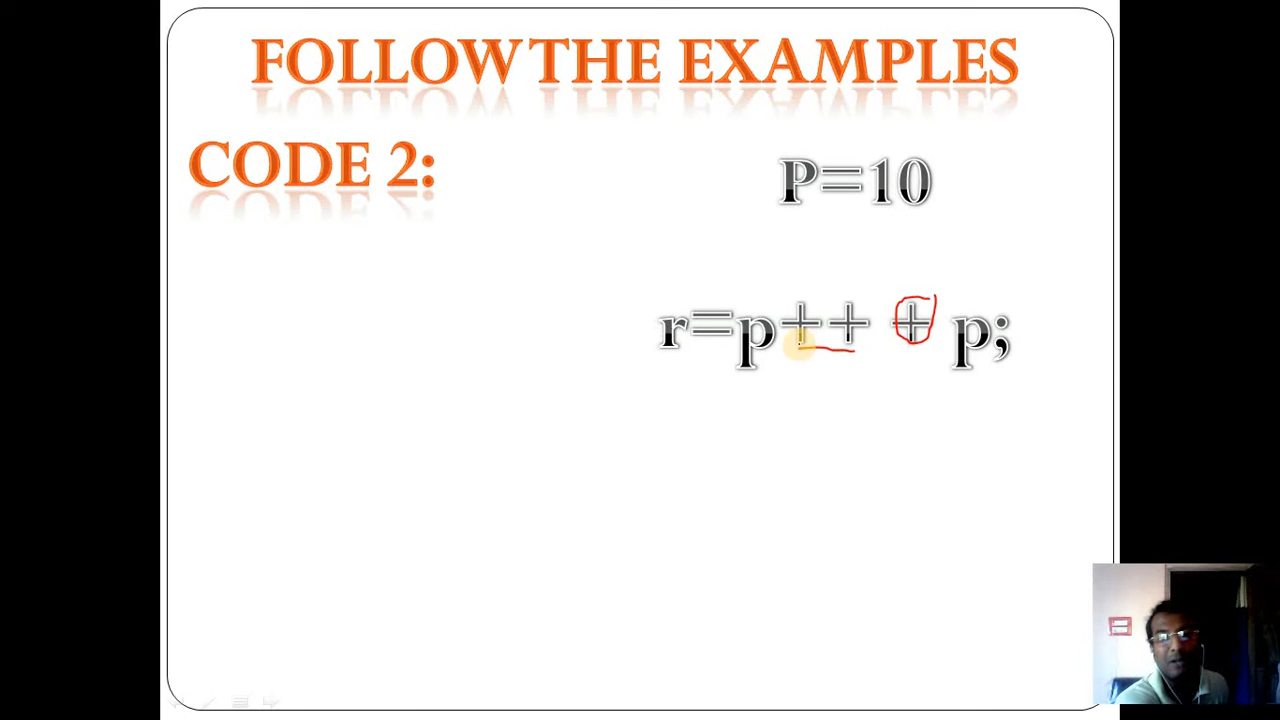 FOLLOW THE EXAMPLES
CODE 2:
P=10
r=p++ + p;